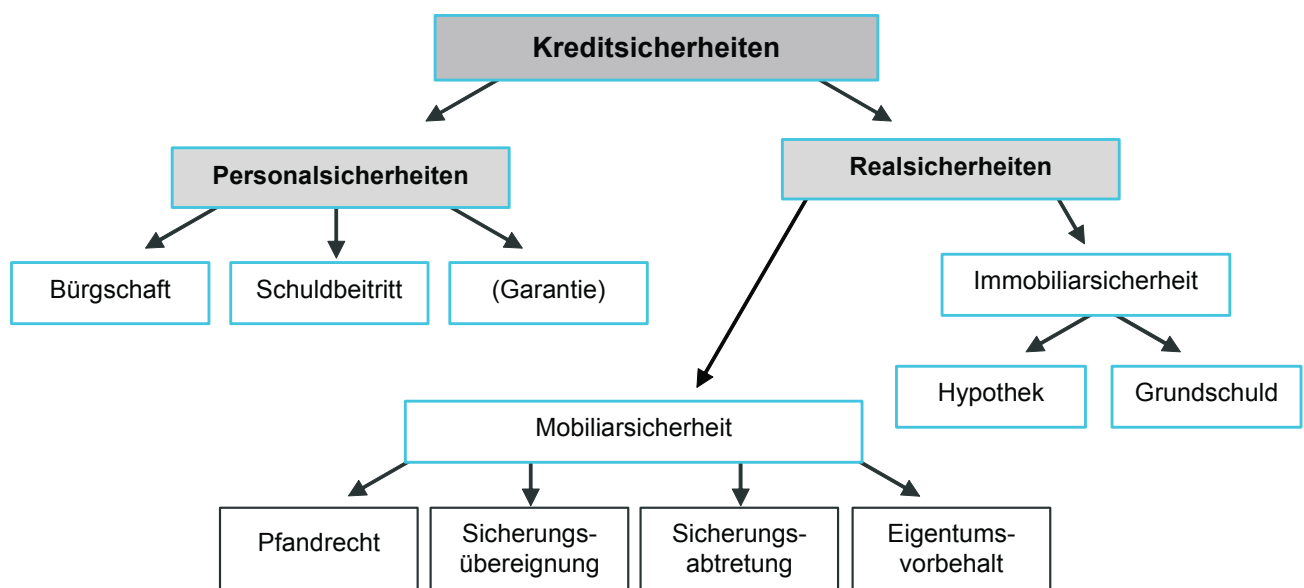 Kreditsicherheiten
Personalsicherheiten
Realsicherheiten
Bürgschaft
Schuldbeitritt
(Garantie)
Immobiliarsicherheit
Hypothek
Grundschuld
Mobiliarsicherheit
Pfandrecht
Sicherungs-
übereignung
Sicherungs-
abtretung
Eigentums-
vorbehalt